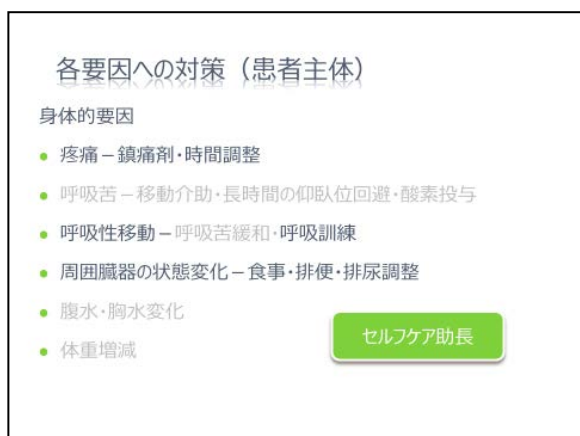 各要因への対策（患者主体）
身体的要因
• 疼痛－鎮痛剤・時間調整
• 呼吸苦－移動介助・長時間の仰臥位回避・酸素投与
• 呼吸性移動－呼吸苦緩和・呼吸訓練
• 周囲臓器の状態変化－食事・排便・排尿調整
• 腹水・胸水変化
• 体重増減
セルフケア助長